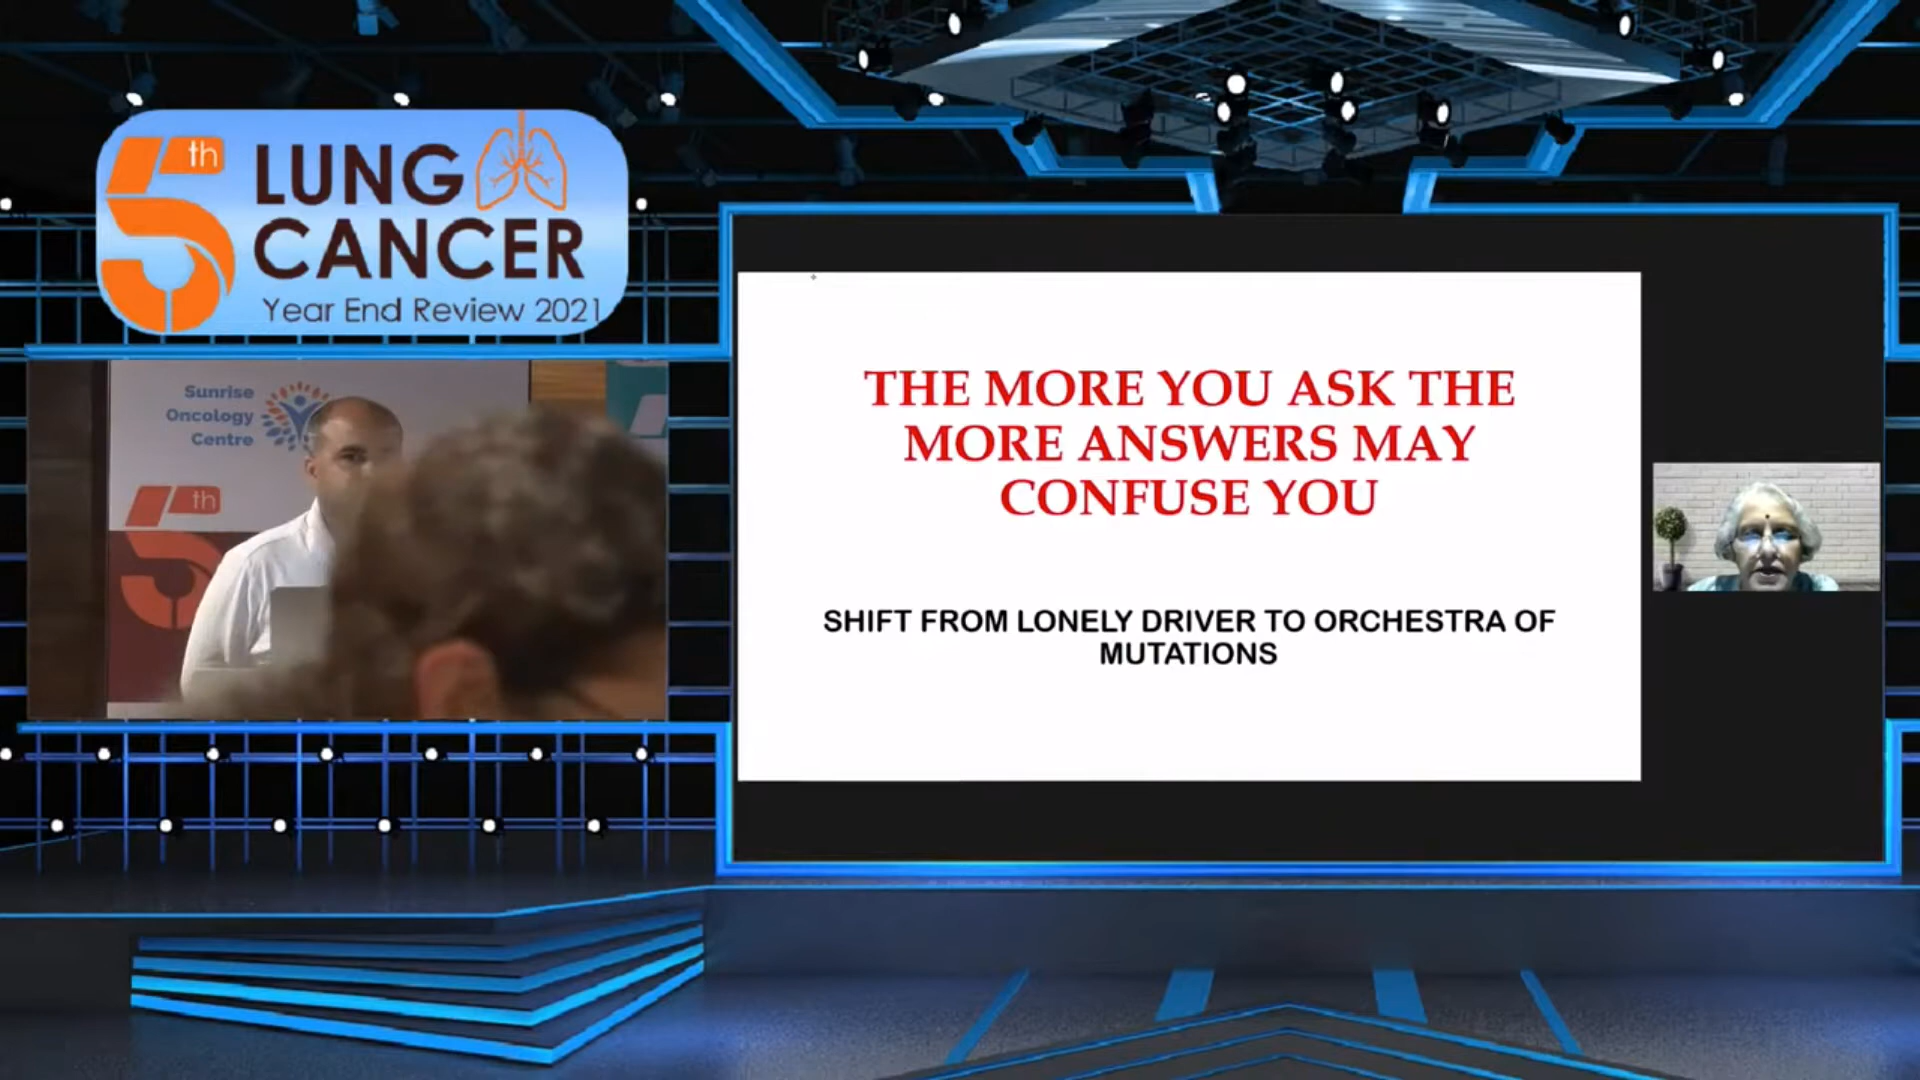 5th
LUNG
CANCER
Year End Review 2021
Sunrise
Oncology
Centre
5th
THE MORE YOU ASK THE
MORE ANSWERS MAY
CONFUSE YOU
SHIFT FROM LONELY DRIVER TO ORCHESTRA OF
MUTATIONS